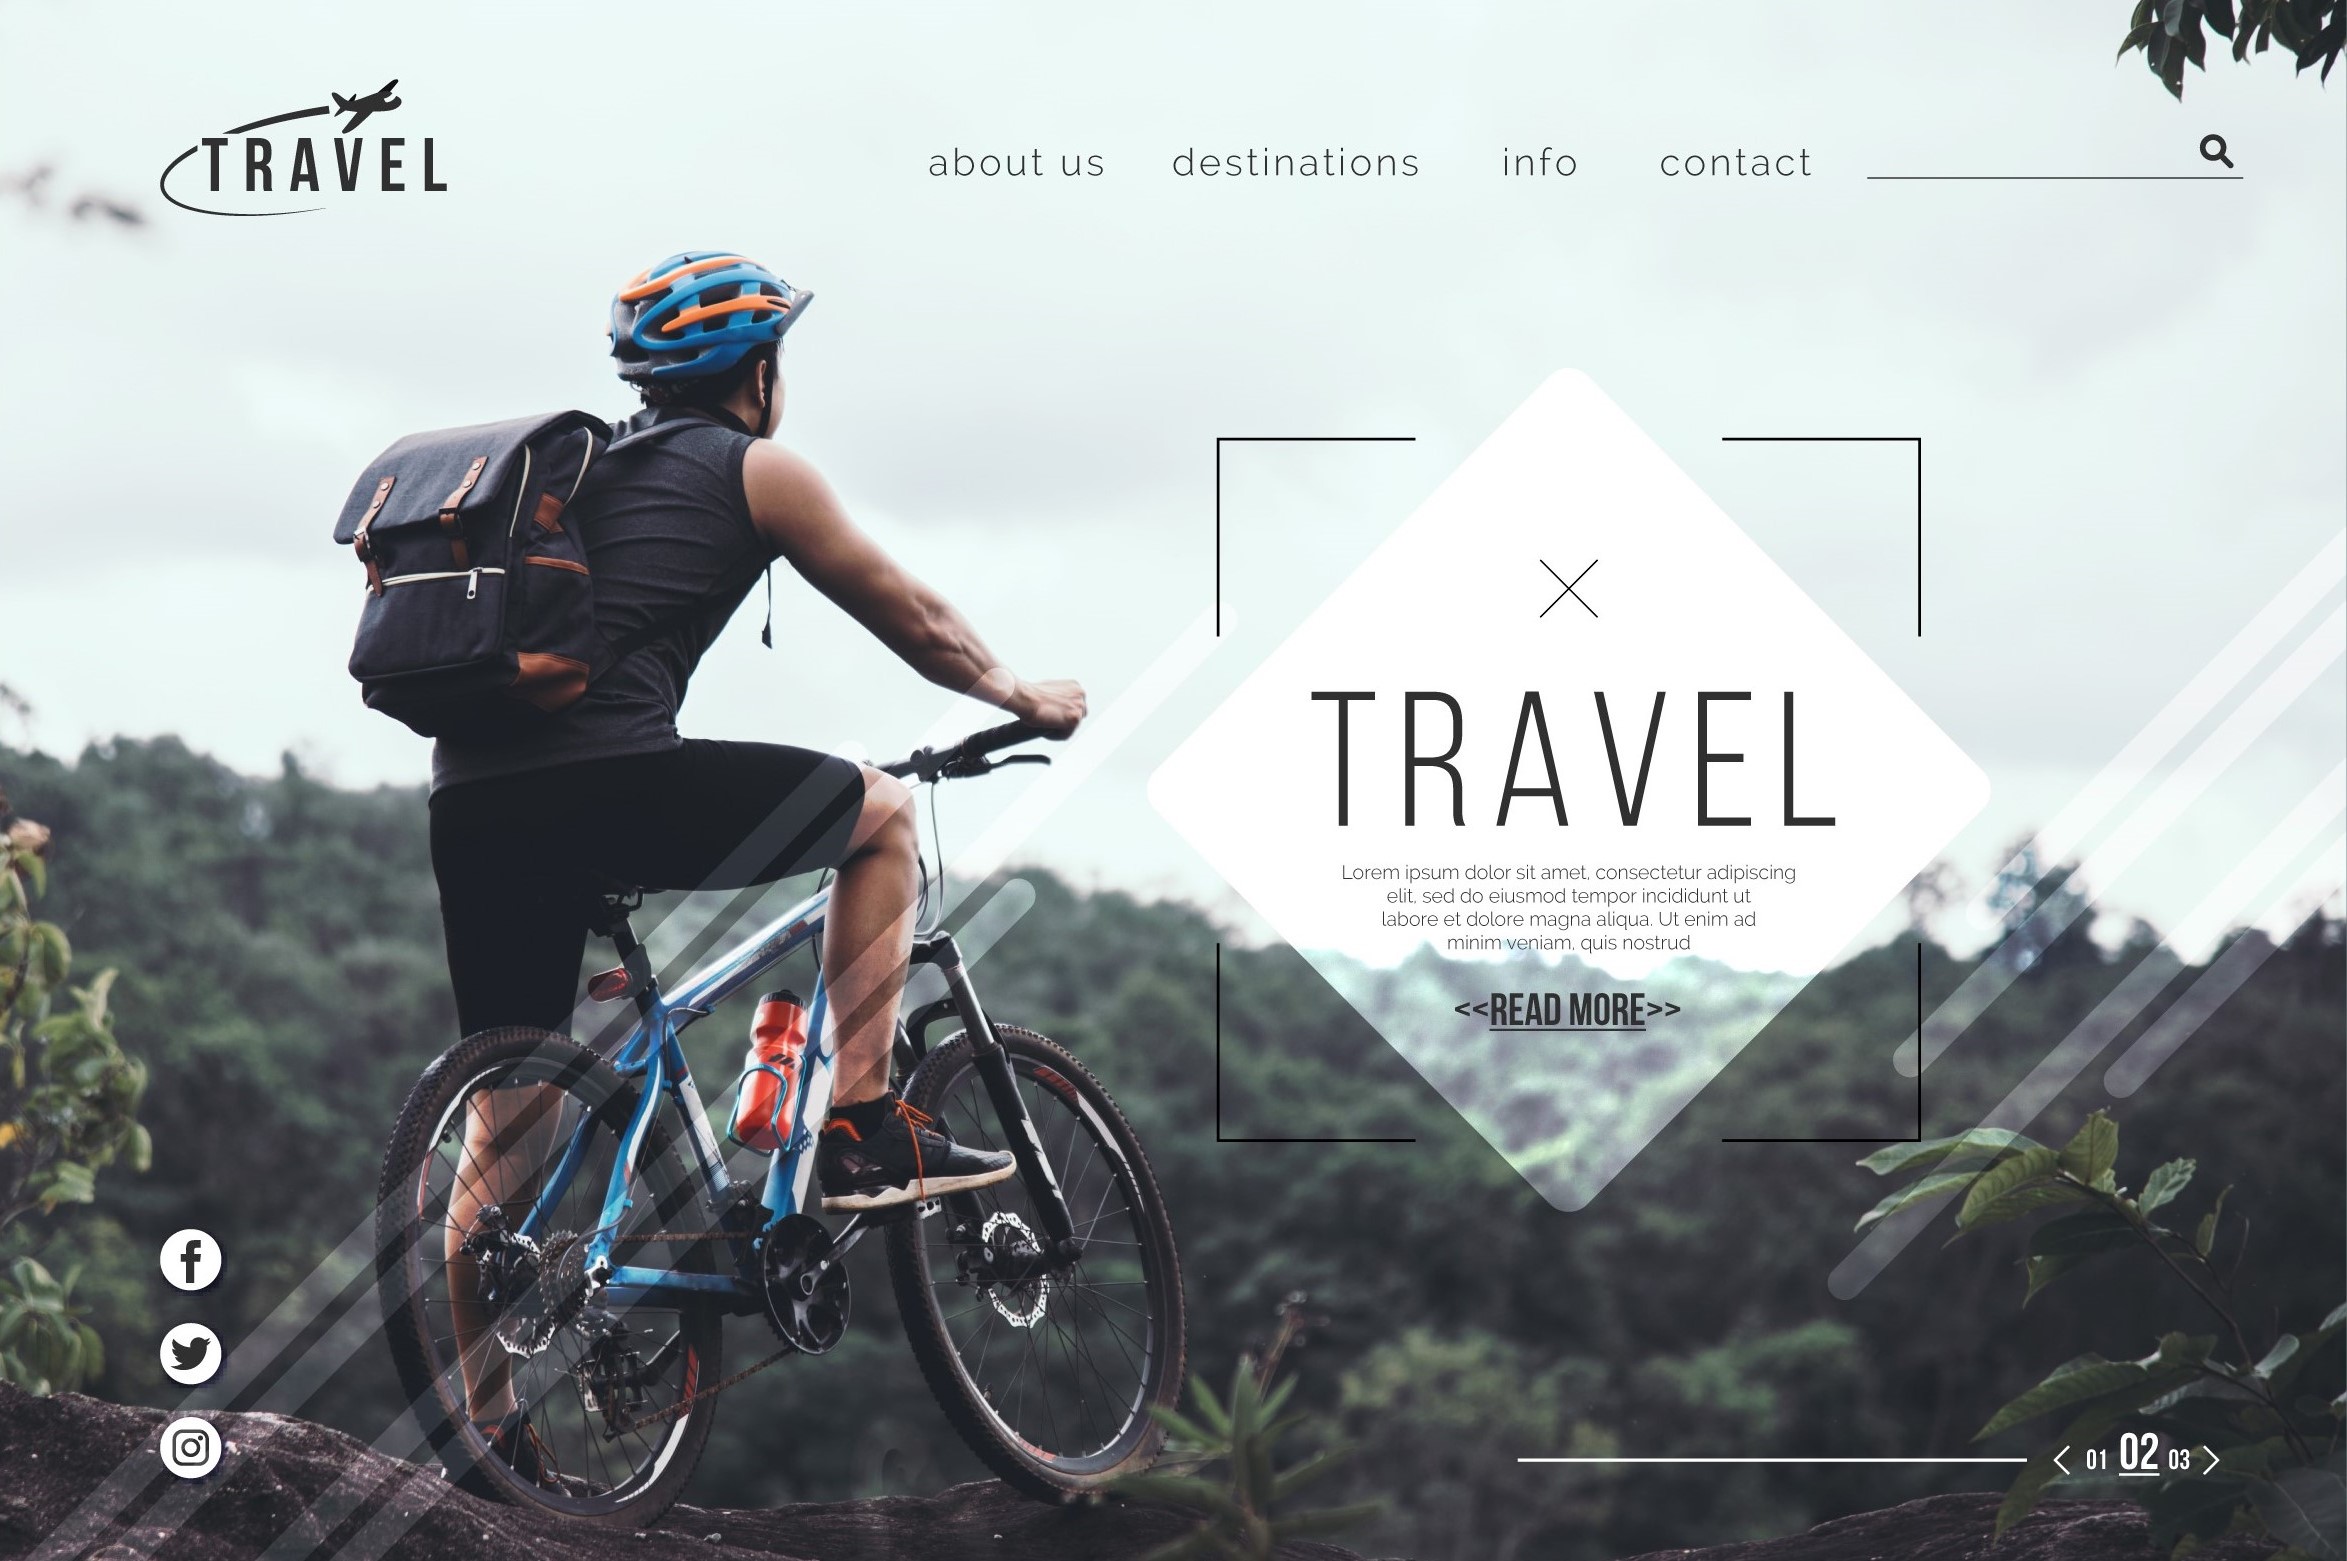 TRAVEL
about us destinations info contact
TRAVEL
Lorem ipsum dolor sit amet, consectetur adipiscing
elit, sed do eiusmod tempor incididunt ut
labore et dolore magna aliqua. Ut enim ad
minim veniam, quis nostrud
<<READ MORE>>
< 01 02 03 >